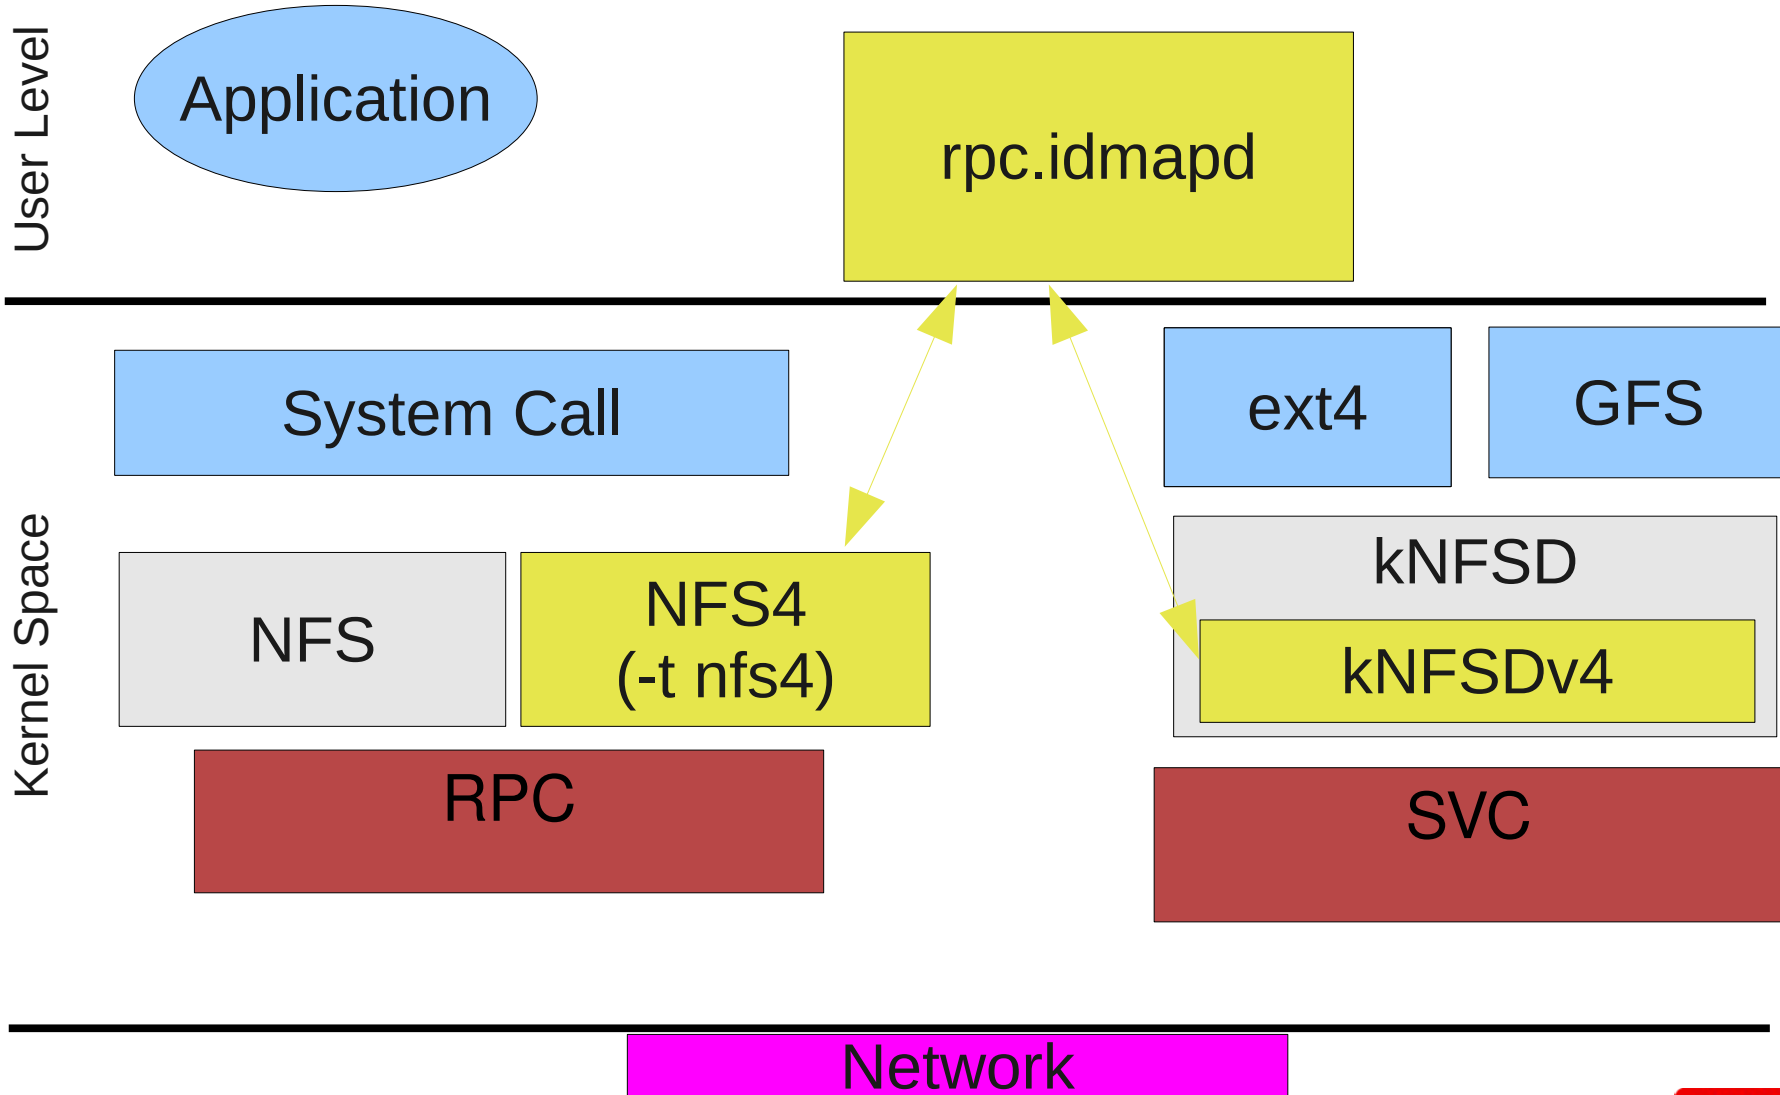 User Level
Application
rpc.idmapd
Kernel Space
System Call
ext4
GFS
NFS
NFS4
(-t nfs4)
kNFSD
kNFSDv4
RPC
SVC
Network